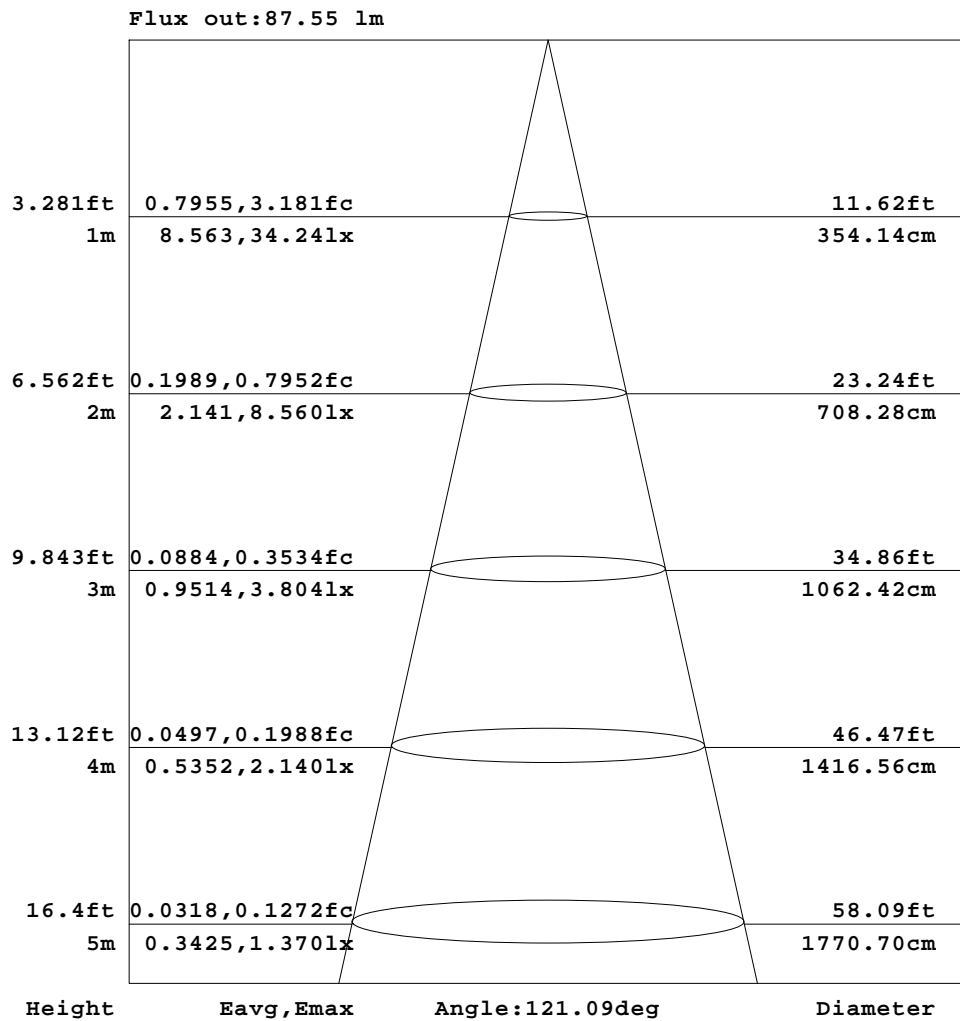 Flux out:87.55 lm
3.281ft 0.7955,3.181fc 11.62ft
1m 8.563,34.24lx 354.14cm
6.562ft 0.1989,0.7952fc 23.24ft
2m 2.141,8.560lx 708.28cm
9.843ft 0.0884,0.3534fc 34.86ft
3m 0.9514,3.804lx 1062.42cm
13.12ft 0.0497,0.1988fc 46.47ft
4m 0.5352,2.140lx 1416.56cm
16.4ft 0.0318,0.1272fc 58.09ft
5m 0.3425,1.370lx 1770.70cm
Height Eavg,Emax Angle:121.09deg Diameter